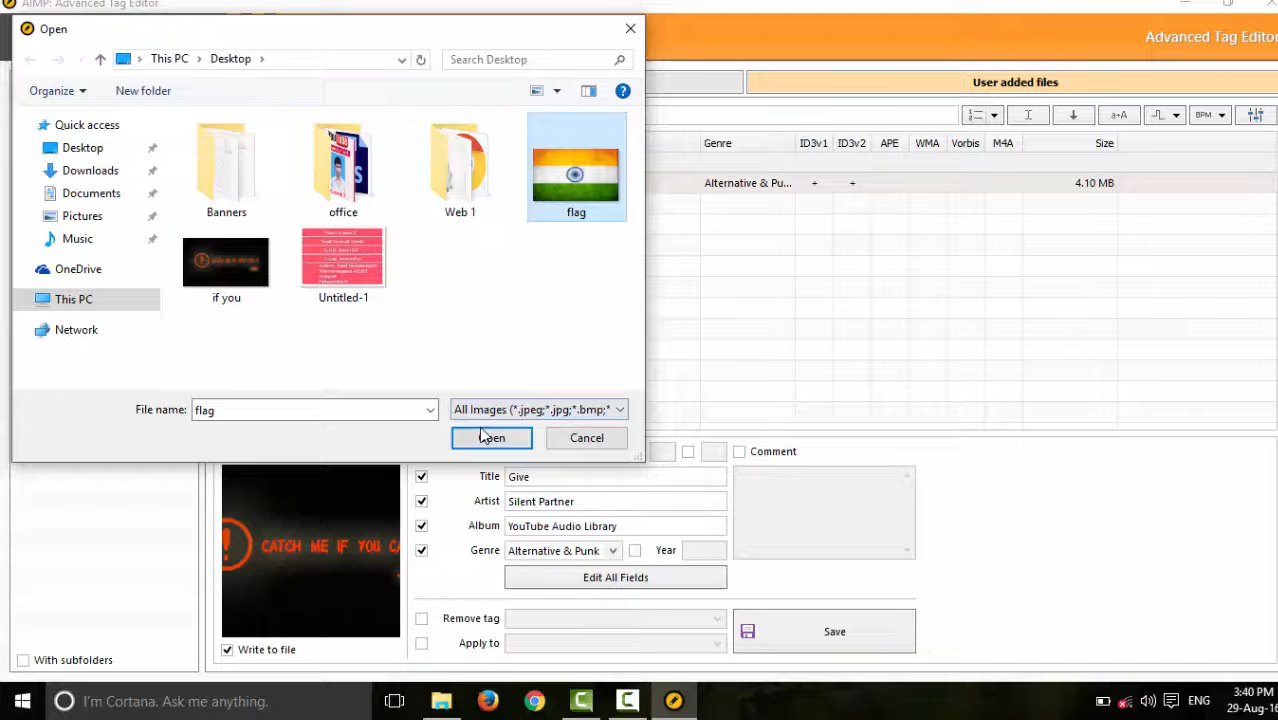 AIMP: Advanced Tag Editor
Open
Advanced Tag Editor
This PC > Desktop >
Search Desktop
User added files
Organize
New folder
?
a+A
BPM
Quick access
Desktop
Downloads
Documents
Pictures
Music
OneDrive
This PC
Network
Banners
office
Web 1
flag
if you
Untitled-1
Genre
ID3v1
ID3v2
APE
WMA
Vorbis
M4A
Size
Alternative & Pu...
+
+
4.10 MB
File name:
flag
All Images (*.jpeg;*.jpg;*.bmp;*
Open
Cancel
Comment
Title
Give
Artist
Silent Partner
Album
YouTube Audio Library
Genre
Alternative & Punk
Year
Edit All Fields
CATCH ME IF YOU CA
Remove tag
Apply to
Save
Write to file
With subfolders
I'm Cortana. Ask me anything.
ENG
3:40 PM
29-Aug-16